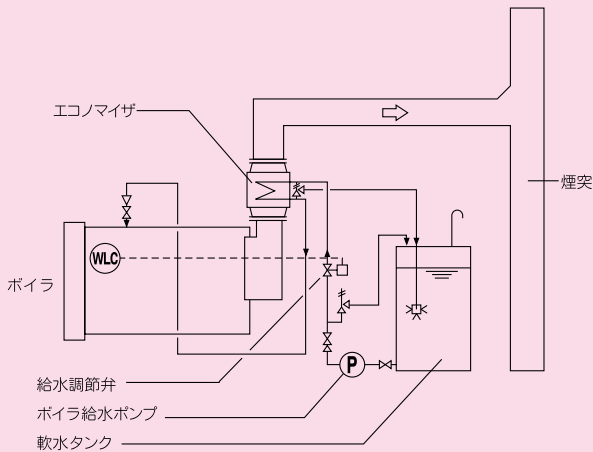 エコノマイザ
煙突
WLC
ボイラ
給水調節弁
ボイラ給水ポンプ
P
軟水タンク